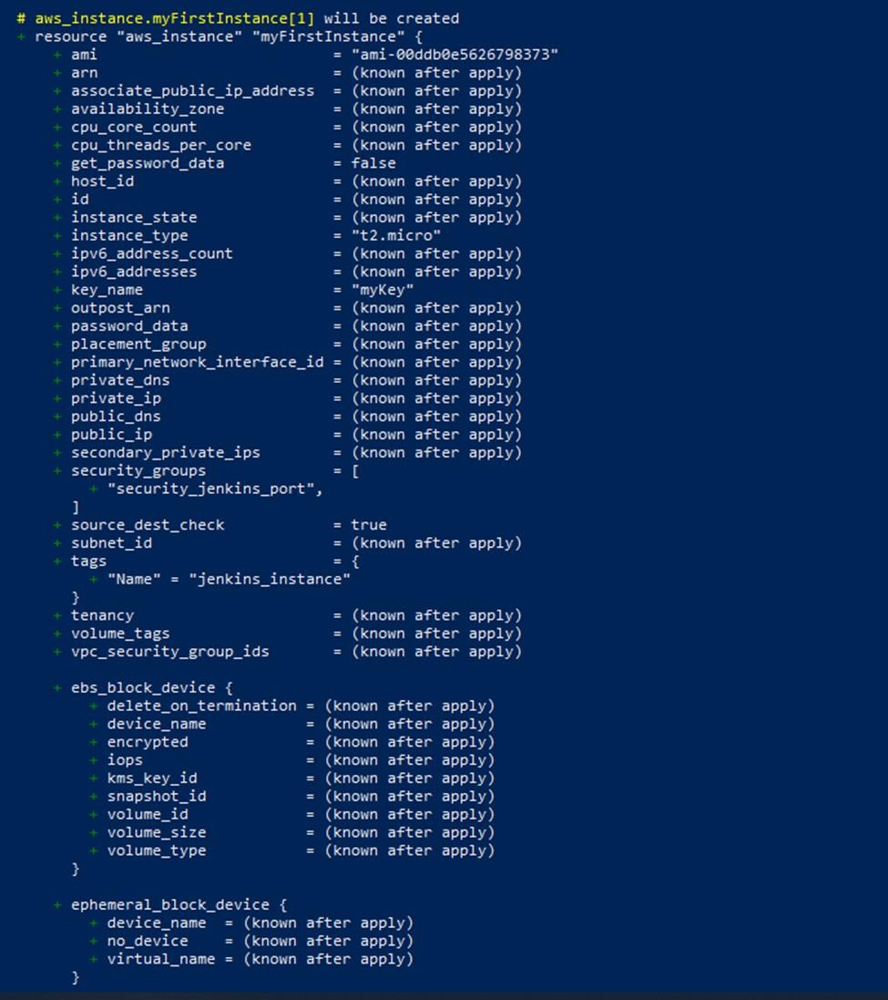 # aws_instance.myFirstInstance[1] will be created
+ resource "aws_instance" "myFirstInstance" {
+ ami = "ami-00ddb0e5626798373"
+ arn = (known after apply)
+ associate_public_ip_address = (known after apply)
+ availability_zone = (known after apply)
+ cpu_core_count = (known after apply)
+ cpu_threads_per_core = (known after apply)
+ get_password_data = false
+ host_id = (known after apply)
+ id = (known after apply)
+ instance_state = (known after apply)
+ instance_type = "t2.micro"
+ ipv6_address_count = (known after apply)
+ ipv6_addresses = (known after apply)
+ key_name = "myKey"
+ outpost_arn = (known after apply)
+ password_data = (known after apply)
+ placement_group = (known after apply)
+ primary_network_interface_id = (known after apply)
+ private_dns = (known after apply)
+ private_ip = (known after apply)
+ public_dns = (known after apply)
+ public_ip = (known after apply)
+ secondary_private_ips = (known after apply)
+ security_groups = [
+ "security_jenkins_port",
]
+ source_dest_check = true
+ subnet_id = (known after apply)
+ tags = {
+ "Name" = "jenkins_instance"
}
+ tenancy = (known after apply)
+ volume_tags = (known after apply)
+ vpc_security_group_ids = (known after apply)
+ ebs_block_device {
+ delete_on_termination = (known after apply)
+ device_name = (known after apply)
+ encrypted = (known after apply)
+ iops = (known after apply)
+ kms_key_id = (known after apply)
+ snapshot_id = (known after apply)
+ volume_id = (known after apply)
+ volume_size = (known after apply)
+ volume_type = (known after apply)
}
+ ephemeral_block_device {
+ device_name = (known after apply)
+ no_device = (known after apply)
+ virtual_name = (known after apply)
}